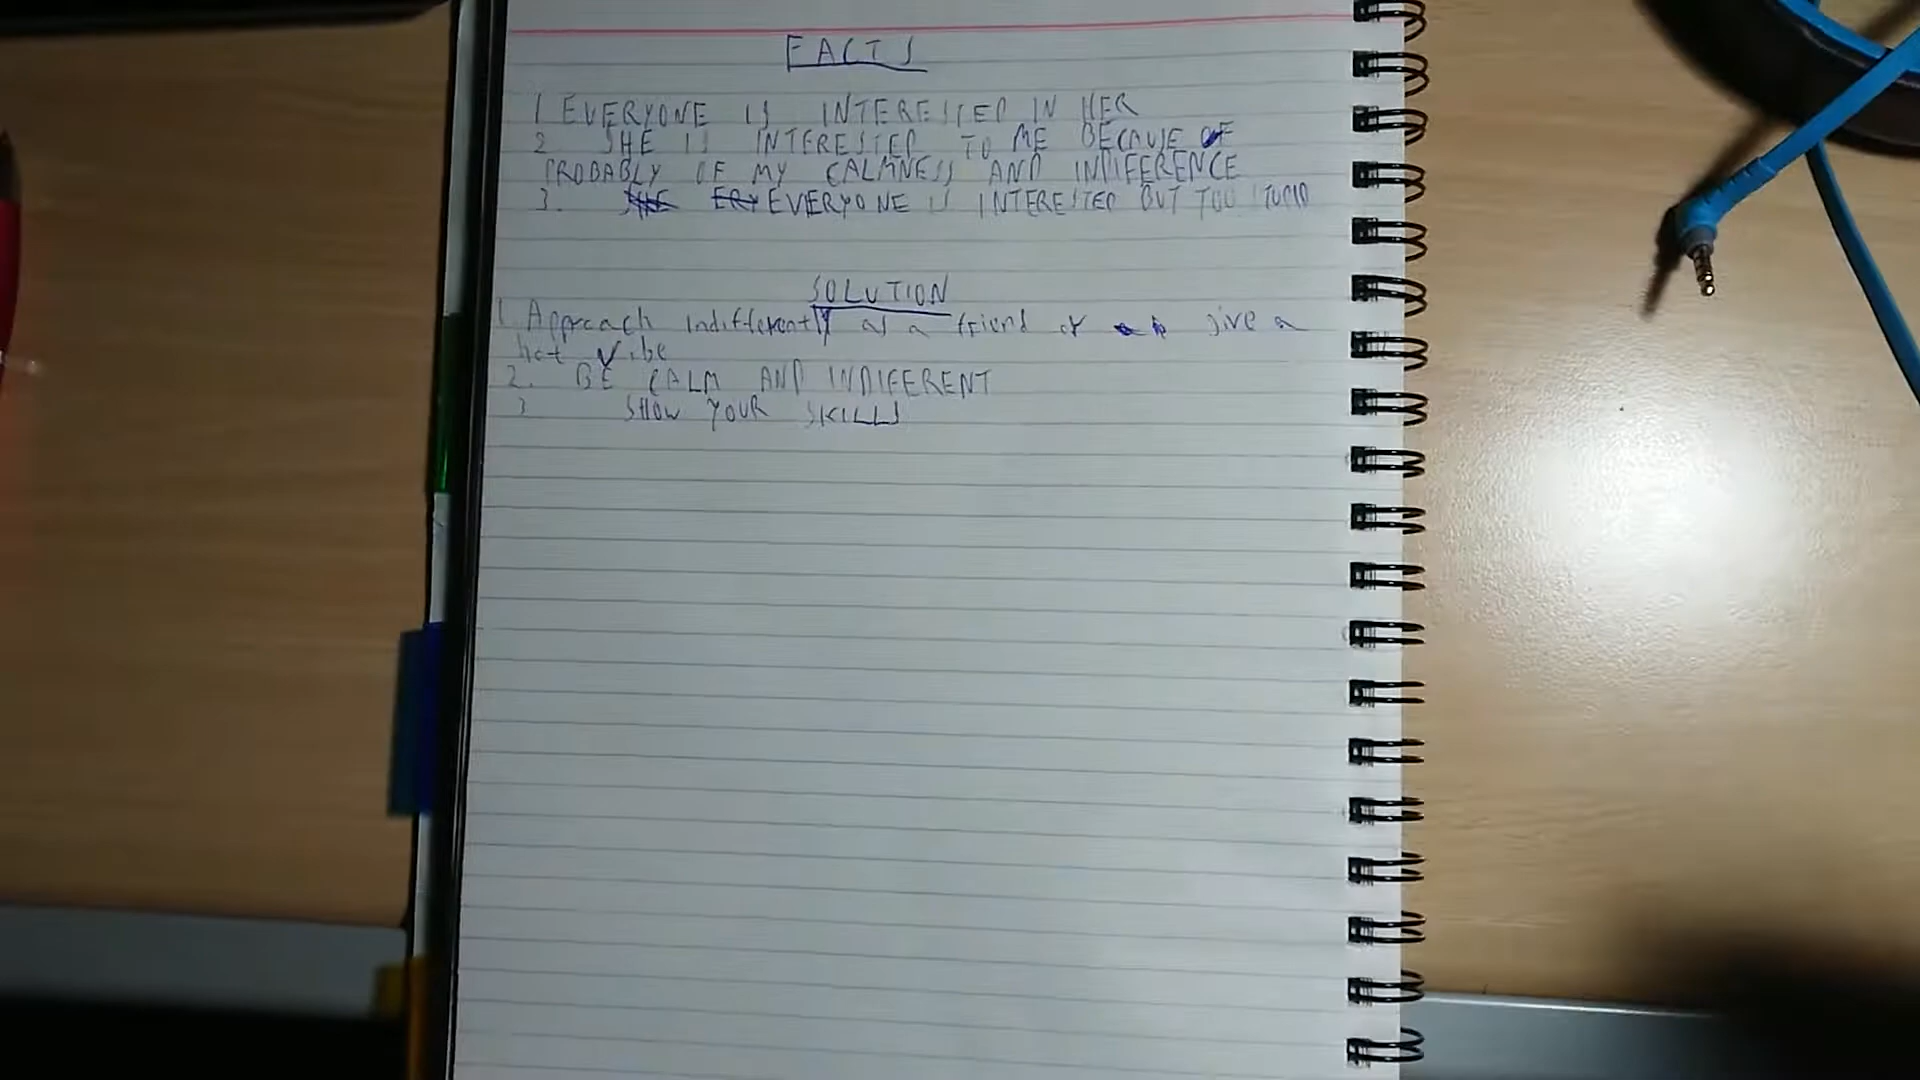 FACTS
1 EVERYONE IS INTERESTED IN HER
2 SHE IS INTERESTED TO ME BECAUSE OF
PROBABLY OF MY CALMNESS AND INDIFERENCE
3. SHE ERY EVERYONE IS INTERESTED BUT TOO STUPID
SOLUTION
1 Approach indifferently as a friend or give a
hot vibe
2. BE CALM AND INDIFERENT
3 SHOW YOUR SKILLS